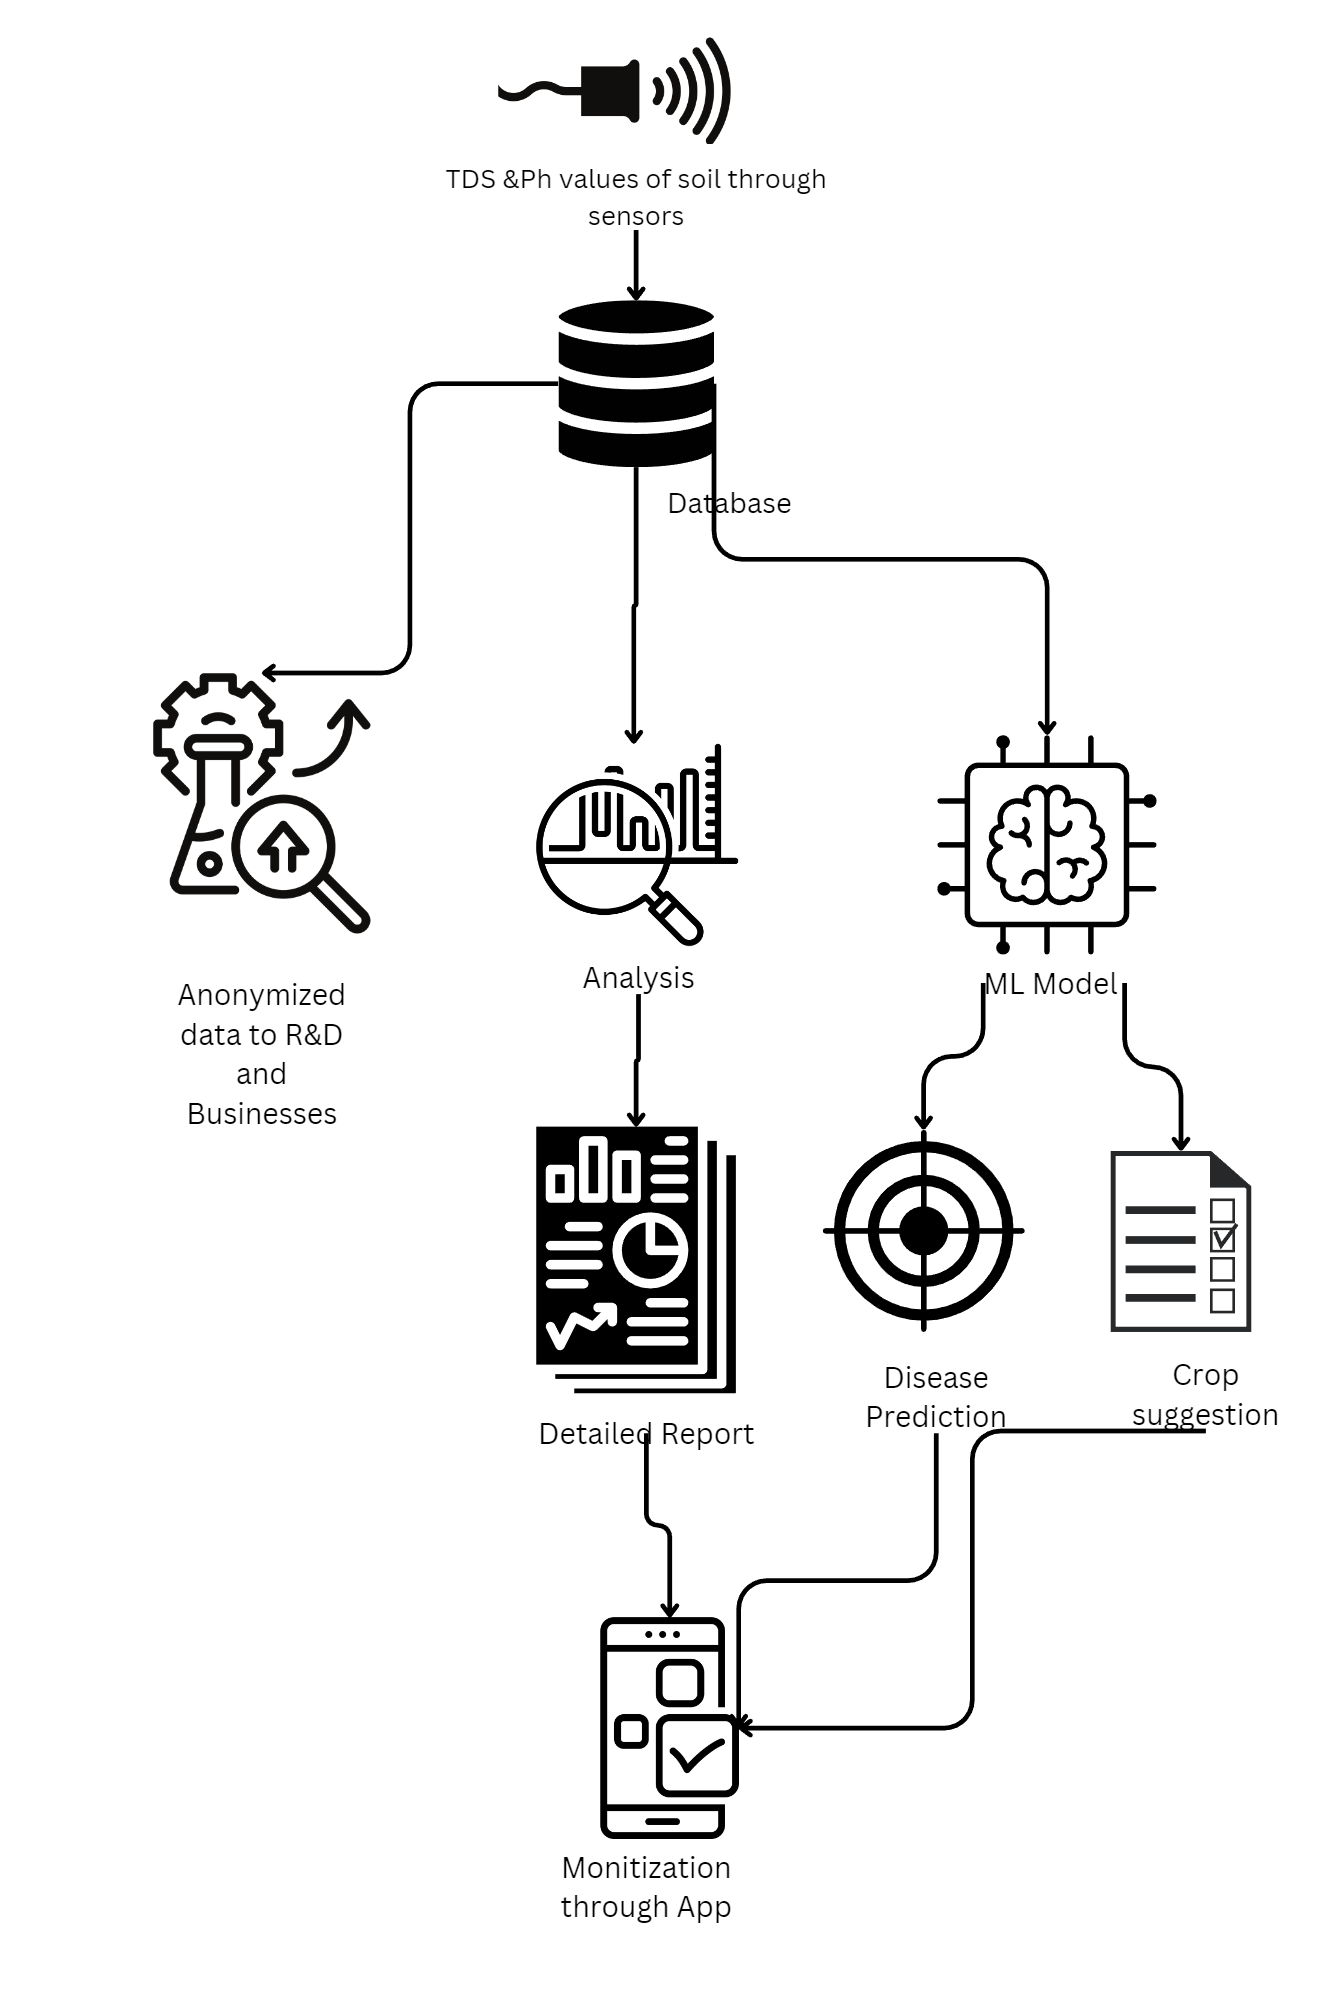 TDS &Ph values of soil through
sensors
Database
Analysis
ML Model
Anonymized
data to R&D
and
Businesses
Disease
Prediction
Crop
suggestion
Detailed Report
Monitization
through App